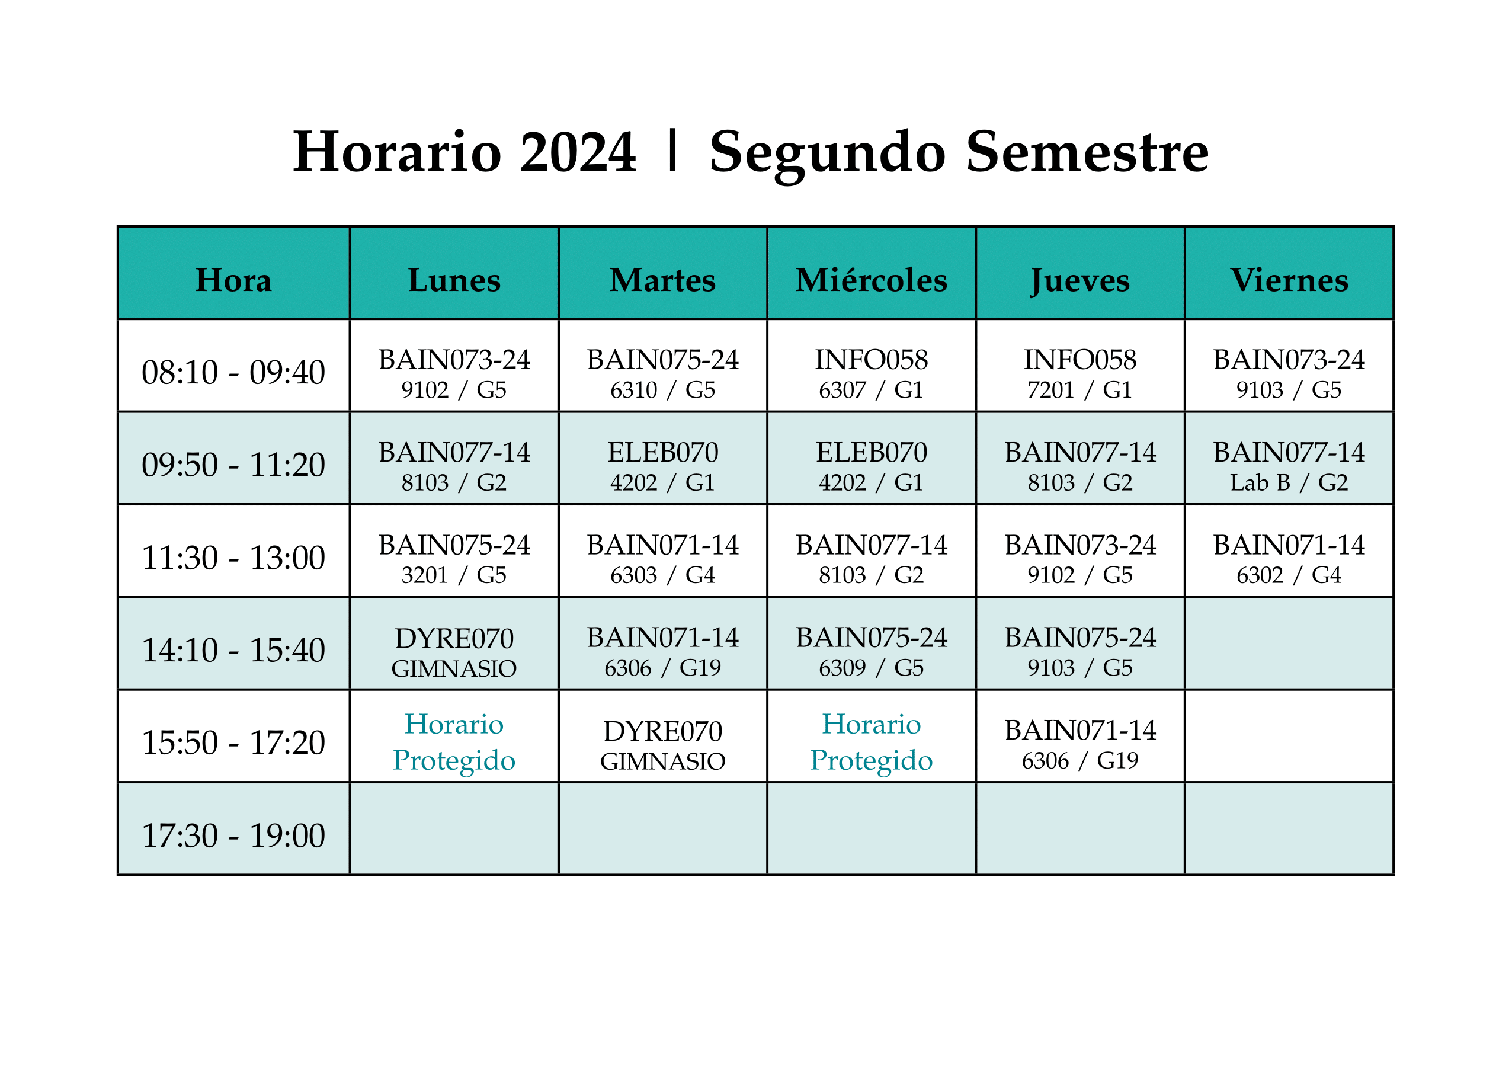 Horario 2024 | Segundo Semestre
Hora Lunes Martes Miércoles Jueves Viernes
08:10 - 09:40 BAIN073-24 BAIN075-24 INFO058 INFO058 BAIN073-24
9102 / G5 6310 / G5 6307 / G1 7201 / G1 9103 / G5
09:50 - 11:20 BAIN077-14 ELEB070 ELEB070 BAIN077-14 BAIN077-14
8103 / G2 4202 / G1 4202 / G1 8103 / G2 Lab B / G2
11:30 - 13:00 BAIN075-24 BAIN071-14 BAIN077-14 BAIN073-24 BAIN071-14
3201 / G5 6303 / G4 8103 / G2 9102 / G5 6302 / G4
14:10 - 15:40 DYRE070 BAIN071-14 BAIN075-24 BAIN075-24
GIMNASIO 6306 / G19 6309 / G5 9103 / G5
15:50 - 17:20 Horario DYRE070 Horario BAIN071-14
Protegido GIMNASIO Protegido 6306 / G19
17:30 - 19:00